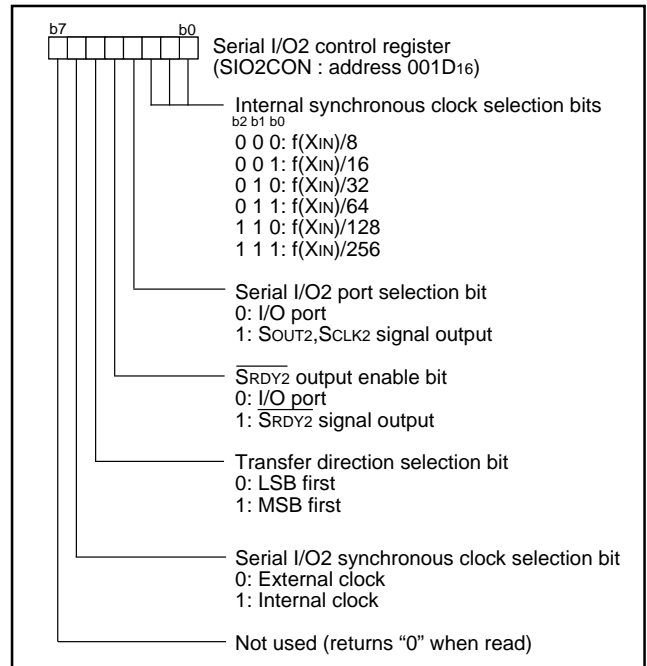 b7 b0
Serial I/O2 control register
(SIO2CON : address 001D16)
Internal synchronous clock selection bits
b2 b1 b0
0 0 0: f(XIN)/8
0 0 1: f(XIN)/16
0 1 0: f(XIN)/32
0 1 1: f(XIN)/64
1 1 0: f(XIN)/128
1 1 1: f(XIN)/256
Serial I/O2 port selection bit
0: I/O port
1: SOUT2,SCLK2 signal output
SRDY2 output enable bit
0: I/O port
1: SRDY2 signal output
Transfer direction selection bit
0: LSB first
1: MSB first
Serial I/O2 synchronous clock selection bit
0: External clock
1: Internal clock
Not used (returns “0” when read)